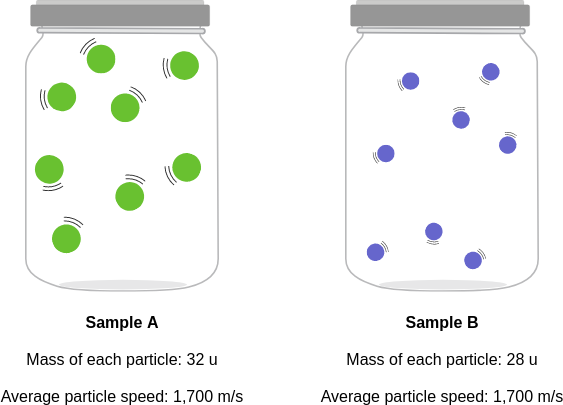 Sample A
Mass of each particle: 32 u
Average particle speed: 1,700 m/s
Sample B
Mass of each particle: 28 u
Average particle speed: 1,700 m/s